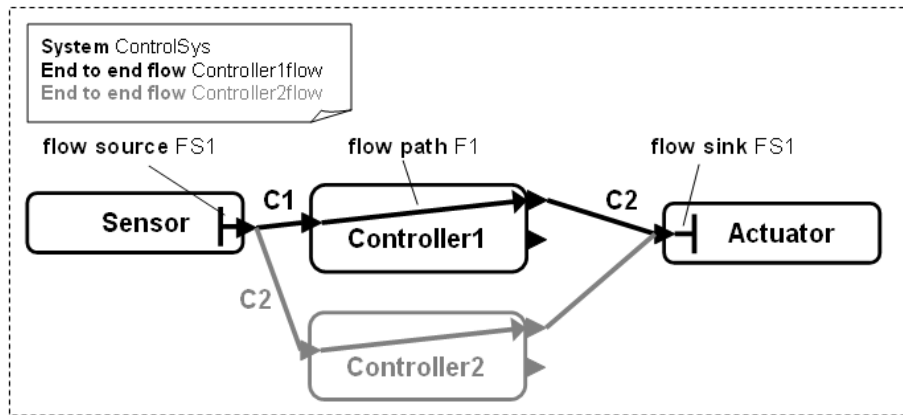 System ControlSys
End to end flow Controller1flow
End to end flow Controller2flow
flow source FS1
flow path F1
flow sink FS1
Sensor
C1
Controller1
C2
Actuator
C2
Controller2